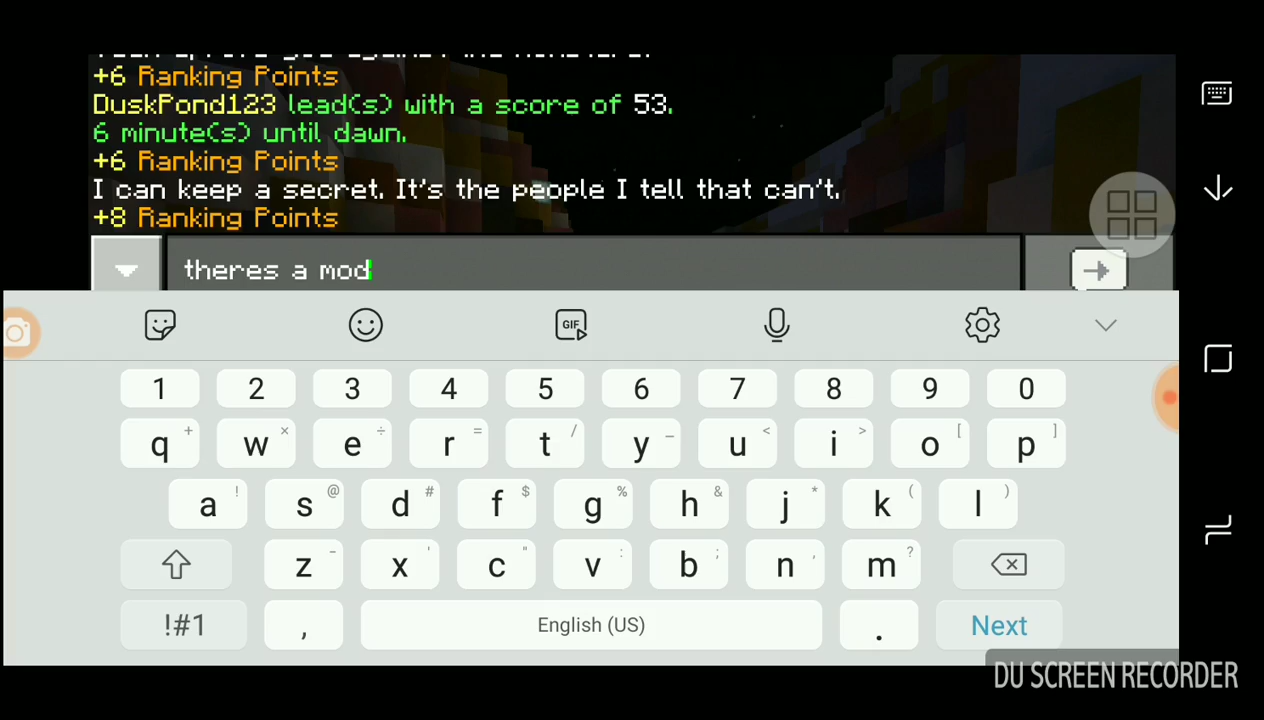 +6 Ranking Points
DuskPond123 lead(s) with a score of 53.
6 minute(s) until dawn.
+6 Ranking Points
I can keep a secret. It's the people I tell that can't.
+8 Ranking Points
theres a mod
GIF
1 2 3 4 5 6 7 8 9 0
q + w × e ÷ r = t / y _ u < i > o [ p ]
a ! s @ d # f $ g % h & j * k ( l )
z - x ' c " v : b ; n , m ?
!#1 , English (US) . Next
DU SCREEN RECORDER